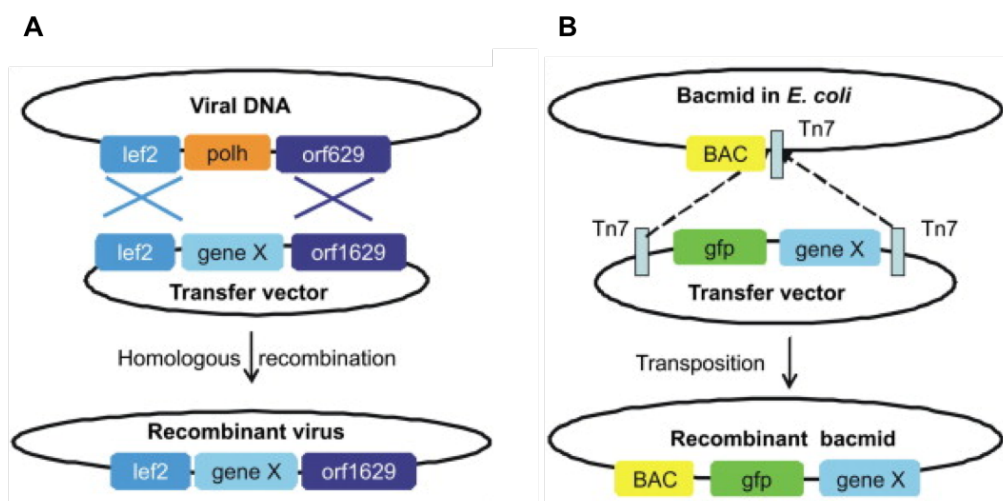 A
Viral DNA
lef2 polh orf629
lef2 gene X orf1629
Transfer vector
Homologous recombination
Recombinant virus
lef2 gene X orf1629
B
Bacmid in E. coli
Tn7
BAC
Tn7 Tn7
gfp gene X
Transfer vector
Transposition
Recombinant bacmid
BAC gfp gene X